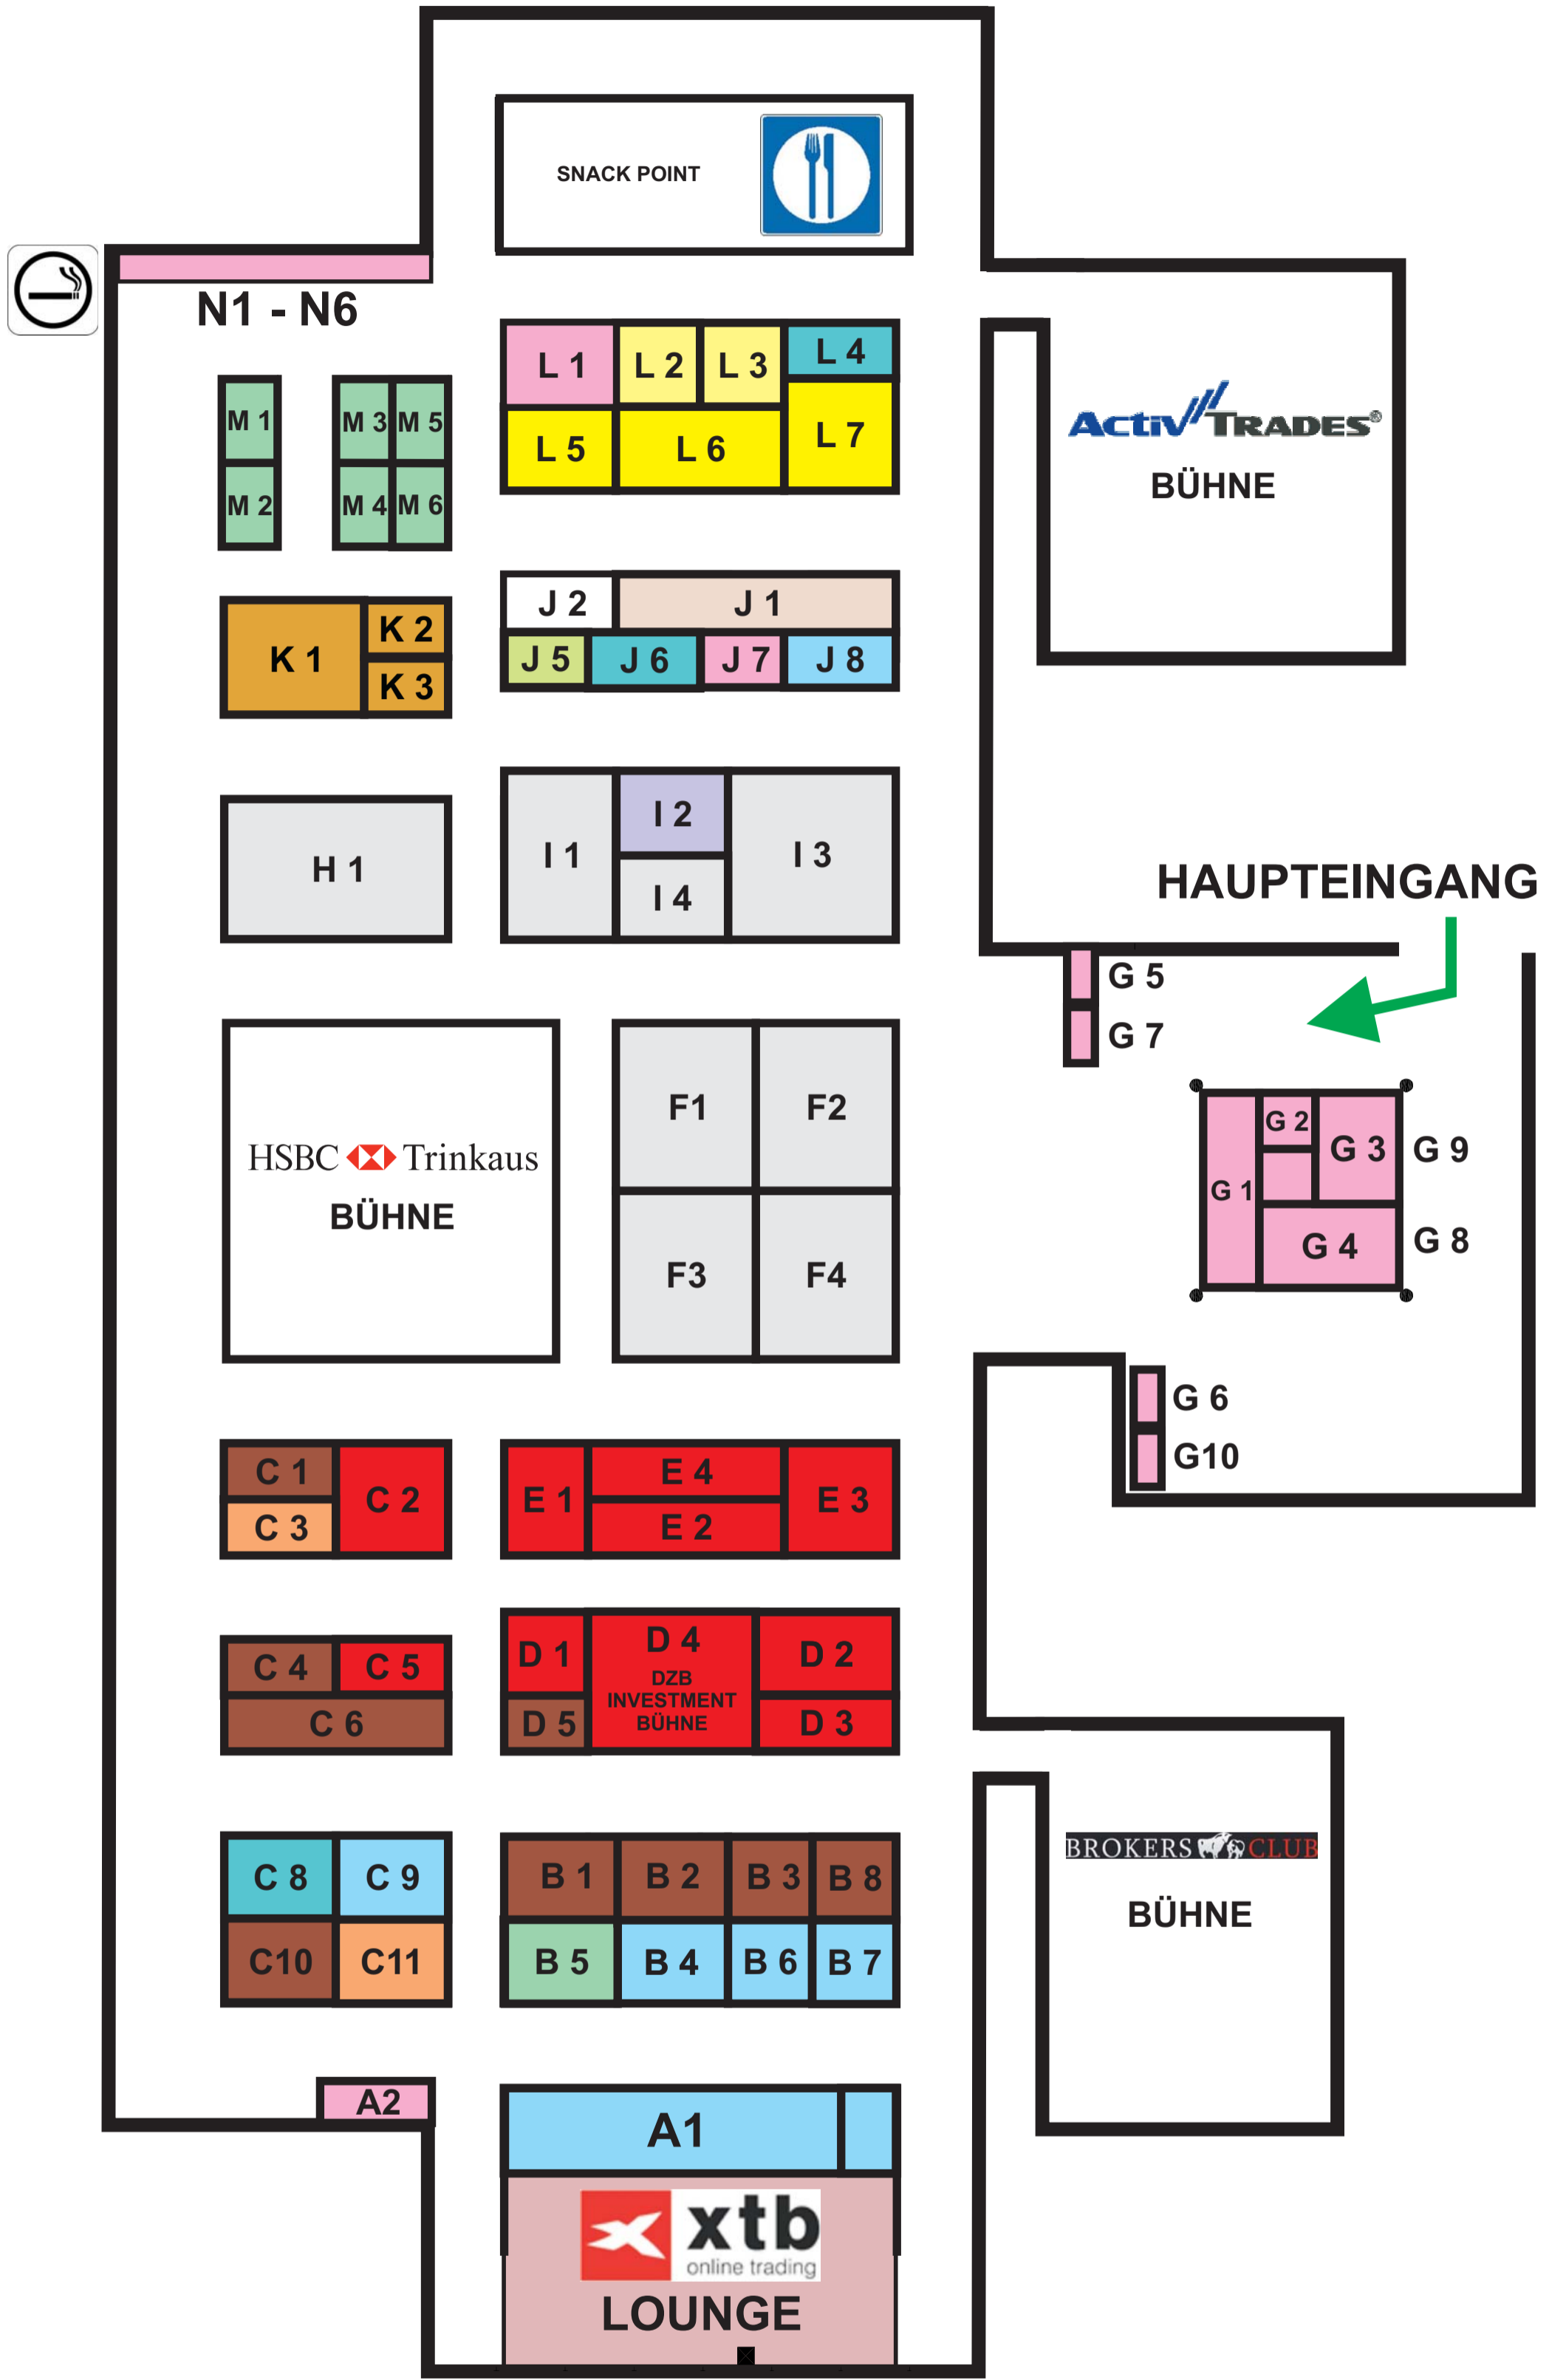 SNACK POINT
N1 - N6
L 1
L 2
L 3
L 4
L 5
L 6
L 7
M 1
M 3
M 5
M 2
M 4
M 6
ACTIVTRADES®
BÜHNE
J 2
J 1
J 5
J 6
J 7
J 8
K 1
K 2
K 3
H 1
I 1
I 2
I 3
I 4
HAUPTEINGANG
G 5
G 7
G 1
G 2
G 3
G 9
G 4
G 8
G 6
G10
HSBC Trinkaus
BÜHNE
F1
F2
F3
F4
C 1
C 2
C 3
E 1
E 4
E 2
E 3
C 4
C 5
C 6
D 1
D 4
DZB
INVESTMENT
BÜHNE
D 2
D 5
D 3
C 8
C 9
C10
C11
B 1
B 2
B 3
B 8
B 5
B 4
B 6
B 7
BROKERS CLUB
BÜHNE
A2
A1
xtb
online trading
LOUNGE